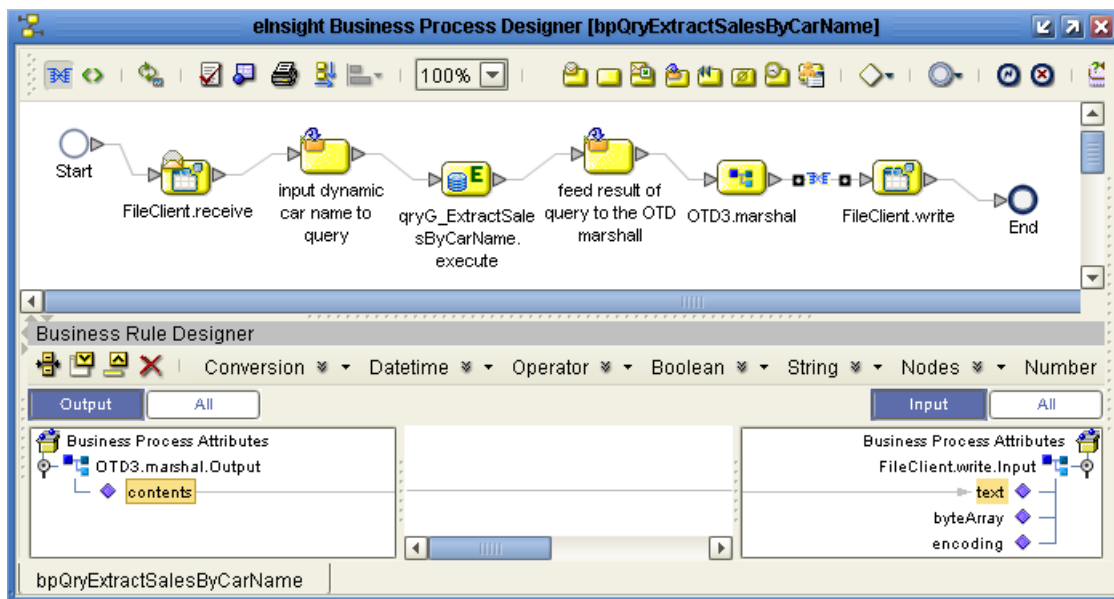 eInsight Business Process Designer [bpQryExtractSalesByCarName]
100%
Start
FileClient.receive
input dynamic
car name to
query
E
qryG_ExtractSale
sByCarName.
execute
feed result of
query to the OTD
marshall
OTD3.marshal
FileClient.write
End
Business Rule Designer
Conversion Datetime Operator Boolean String Nodes Number
Output All Input All
Business Process Attributes Business Process Attributes
OTD3.marshal.Output FileClient.write.Input
contents text
byteArray
encoding
bpQryExtractSalesByCarName